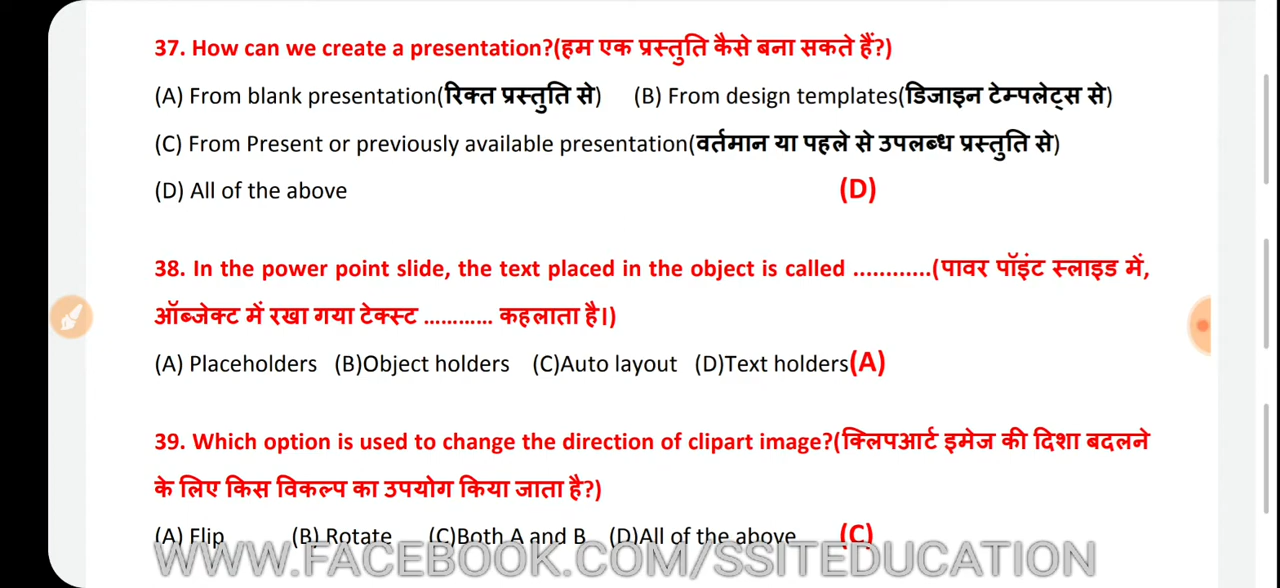 37. How can we create a presentation?(हम एक प्रस्तुति कैसे बना सकते हैं?)
(A) From blank presentation(रिक्त प्रस्तुति से) (B) From design templates(डिजाइन टेम्पलेट्स से)
(C) From Present or previously available presentation(वर्तमान या पहले से उपलब्ध प्रस्तुति से)
(D) All of the above (D)
38. In the power point slide, the text placed in the object is called ............(पावर पॉइंट स्लाइड में,
ऑब्जेक्ट में रखा गया टेक्स्ट ............ कहलाता है।)
(A) Placeholders (B)Object holders (C)Auto layout (D)Text holders(A)
39. Which option is used to change the direction of clipart image?(क्लिपआर्ट इमेज की दिशा बदलने
के लिए किस विकल्प का उपयोग किया जाता है?)
(A) Flip (B) Rotate (C)Both A and B (D)All of the above (C)
WWW.FACEBOOK.COM/SSITEDUCATION